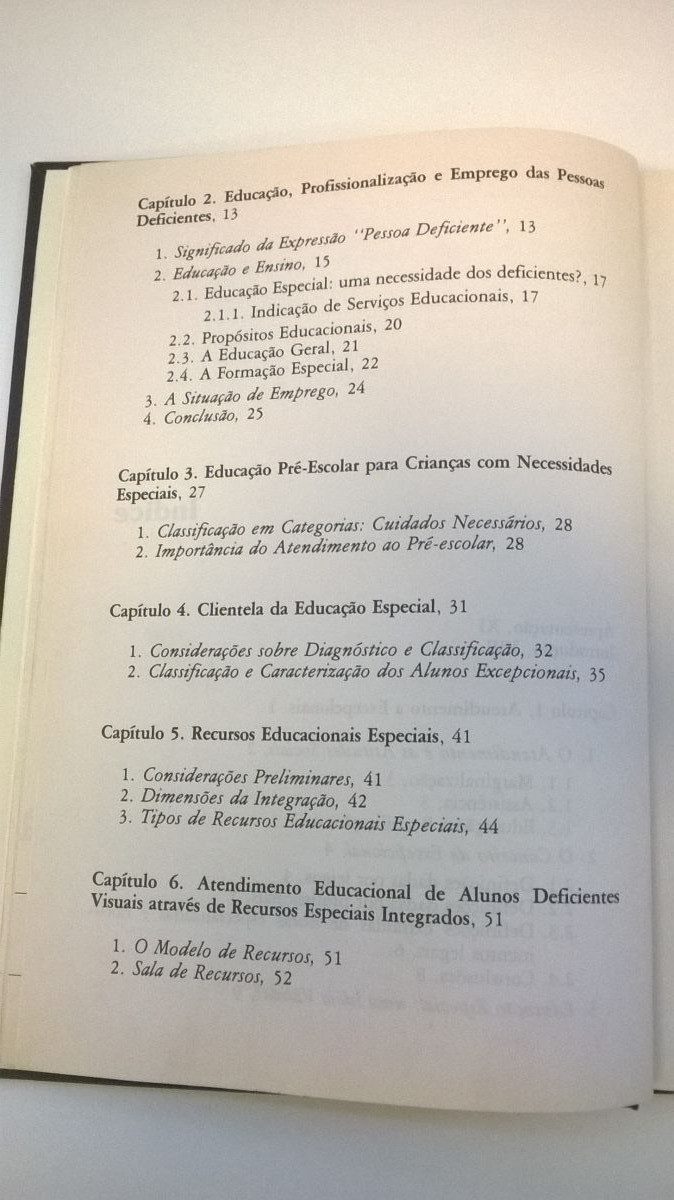 Capítulo 2. Educação, Profissionalização e Emprego das Pessoas
Deficientes, 13
1. Significado da Expressão ‘‘Pessoa Deficiente’’, 13
2. Educação e Ensino, 15
2.1. Educação Especial: uma necessidade dos deficientes?, 17
2.1.1. Indicação de Serviços Educacionais, 17
2.2. Propósitos Educacionais, 20
2.3. A Educação Geral, 21
2.4. A Formação Especial, 22
3. A Situação de Emprego, 24
4. Conclusão, 25
Capítulo 3. Educação Pré-Escolar para Crianças com Necessidades
Especiais, 27
1. Classificação em Categorias: Cuidados Necessários, 28
2. Importância do Atendimento ao Pré-escolar, 28
Capítulo 4. Clientela da Educação Especial, 31
1. Considerações sobre Diagnóstico e Classificação, 32
2. Classificação e Caracterização dos Alunos Excepcionais, 35
Capítulo 5. Recursos Educacionais Especiais, 41
1. Considerações Preliminares, 41
2. Dimensões da Integração, 42
3. Tipos de Recursos Educacionais Especiais, 44
Capítulo 6. Atendimento Educacional de Alunos Deficientes
Visuais através de Recursos Especiais Integrados, 51
1. O Modelo de Recursos, 51
2. Sala de Recursos, 52